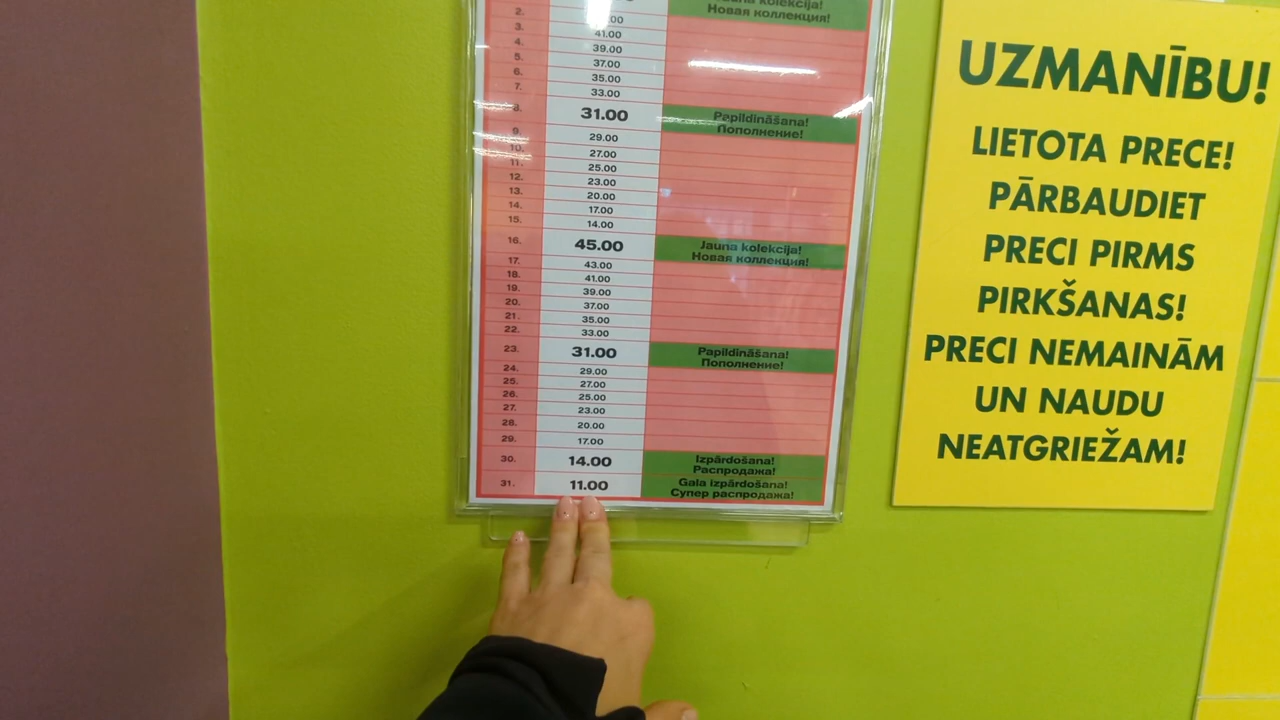 Jauna kolekcija!
2. Новая коллекция!
3. 41.00
4. 39.00
5. 37.00
6. 35.00
7. 33.00
8. 31.00 Papildināšana!
Пополнение!
9. 29.00
10. 27.00
11. 25.00
12. 23.00
13. 20.00
14. 17.00
15. 14.00
16. 45.00 Jauna kolekcija!
Новая коллекция!
17. 43.00
18. 41.00
19. 39.00
20. 37.00
21. 35.00
22. 33.00
23. 31.00 Papildināšana!
Пополнение!
24. 29.00
25. 27.00
26. 25.00
27. 23.00
28. 20.00
29. 17.00
30. 14.00 Izpārdošana!
Распродажа!
31. 11.00 Gala izpārdošana!
Супер распродажа!
UZMANĪBU!
LIETOTA PRECE!
PĀRBAUDIET
PRECI PIRMS
PIRKŠANAS!
PRECI NEMAINĀM
UN NAUDU
NEATGRIEŽAM!